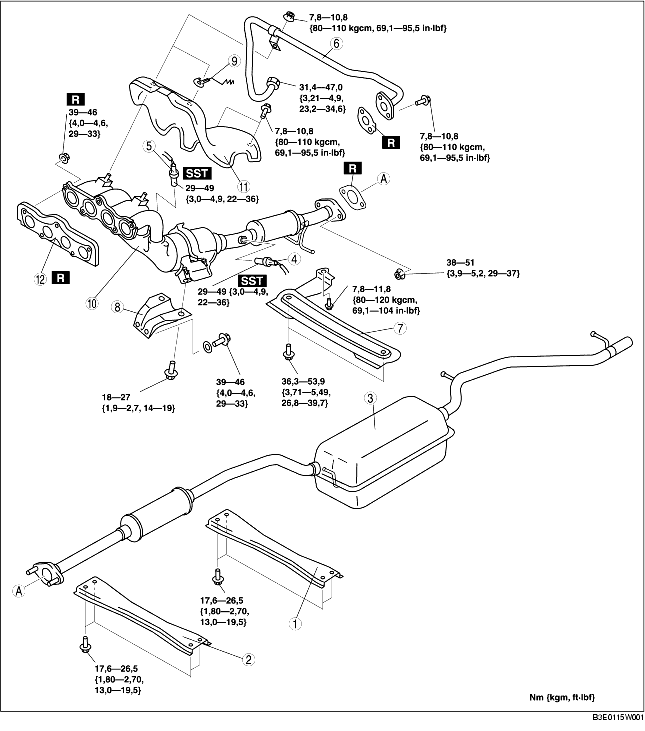 7,8—10,8
{80—110 kgcm, 69,1—95,5 in·lbf}
6
9
31,4—47,0
{3,21—4,9,
23,2—34,6}
R
39—46
{4,0—4,6,
29—33}
7,8—10,8
{80—110 kgcm,
69,1—95,5 in·lbf}
R
7,8—10,8
{80—110 kgcm,
69,1—95,5 in·lbf}
5
SST
29—49
{3,0—4,9, 22—36}
11
R
A
12
R
10
4
SST
29—49 {3,0—4,9,
22—36}
38—51
{3,9—5,2, 29—37}
8
7,8—11,8
{80—120 kgcm,
69,1—104 in·lbf}
7
18—27
{1,9—2,7, 14—19}
39—46
{4,0—4,6,
29—33}
36,3—53,9
{3,71—5,49,
26,8—39,7}
3
A
17,6—26,5
{1,80—2,70,
13,0—19,5}
1
2
17,6—26,5
{1,80—2,70,
13,0—19,5}
Nm {kgm, ft·lbf}
B3E0115W001